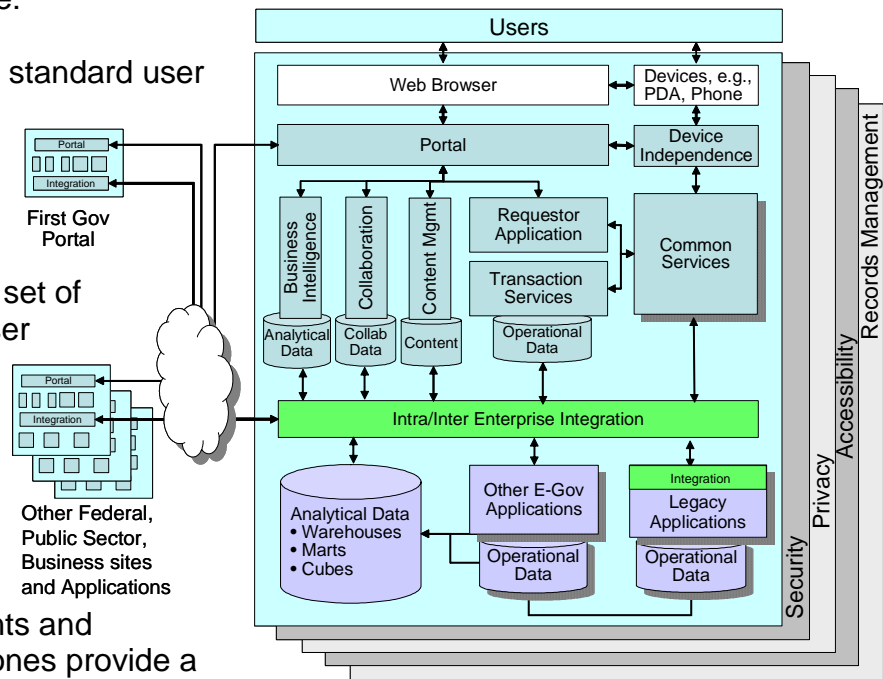 e.
standard user
set of
ser
nts and
ones provide a
Portal
Integration
First Gov
Portal
Portal
Integration
Other Federal,
Public Sector,
Business sites
and Applications
Users
Web Browser
Devices, e.g.,
PDA, Phone
Portal
Device
Independence
Business
Intelligence
Collaboration
Content Mgmt
Requestor
Application
Transaction
Services
Common
Services
Analytical
Data
Collab
Data
Content
Operational
Data
Intra/Inter Enterprise Integration
Analytical Data
• Warehouses
• Marts
• Cubes
Other E-Gov
Applications
Operational
Data
Integration
Legacy
Applications
Operational
Data
Security
Privacy
Accessibility
Records Management